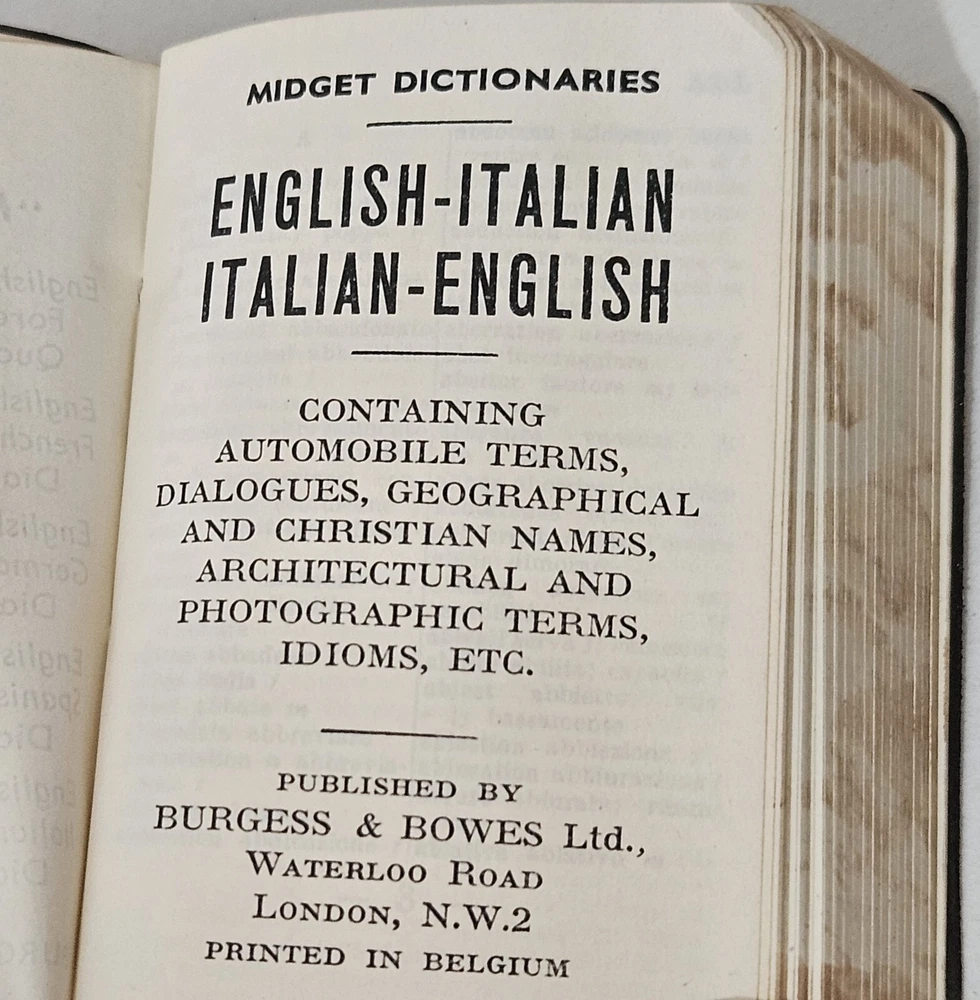 MIDGET DICTIONARIES
ENGLISH-ITALIAN
ITALIAN-ENGLISH
CONTAINING
AUTOMOBILE TERMS,
DIALOGUES, GEOGRAPHICAL
AND CHRISTIAN NAMES,
ARCHITECTURAL AND
PHOTOGRAPHIC TERMS,
IDIOMS, ETC.
PUBLISHED BY
BURGESS & BOWES Ltd.,
WATERLOO ROAD
LONDON, N.W.2
PRINTED IN BELGIUM